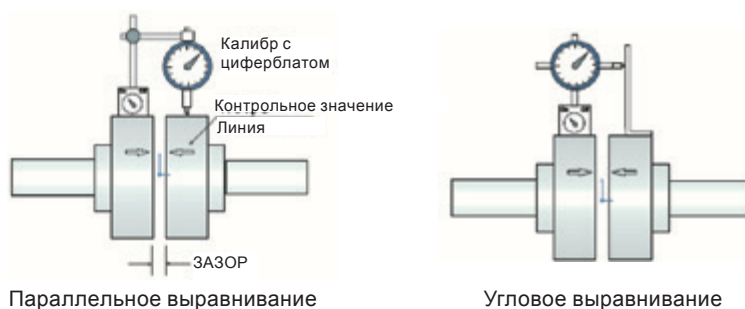 Калибр с
циферблатом
Контрольное значение
Линия
ЗАЗОР
Параллельное выравнивание
Угловое выравнивание